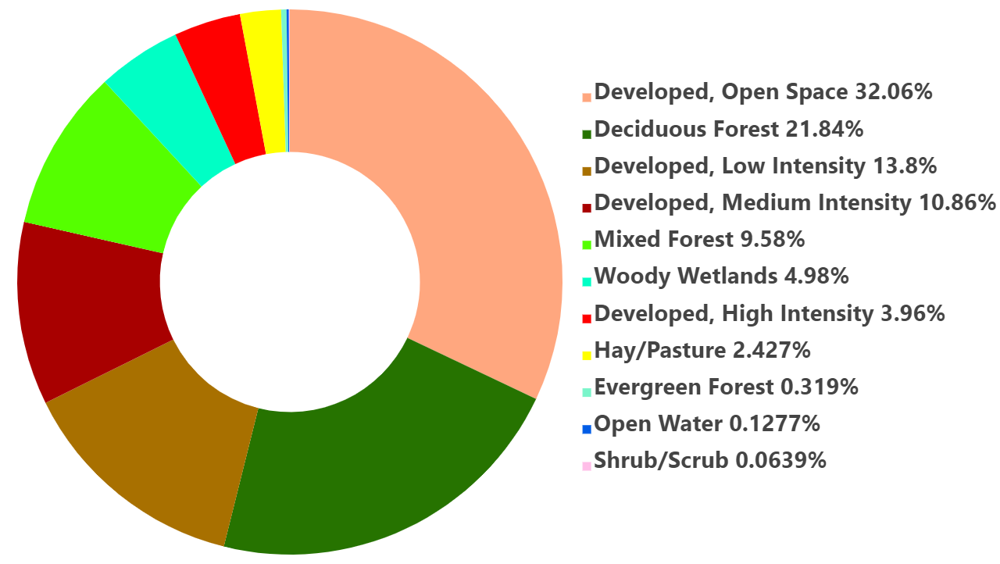 Developed, Open Space 32.06%
Deciduous Forest 21.84%
Developed, Low Intensity 13.8%
Developed, Medium Intensity 10.86%
Mixed Forest 9.58%
Woody Wetlands 4.98%
Developed, High Intensity 3.96%
Hay/Pasture 2.427%
Evergreen Forest 0.319%
Open Water 0.1277%
Shrub/Scrub 0.0639%